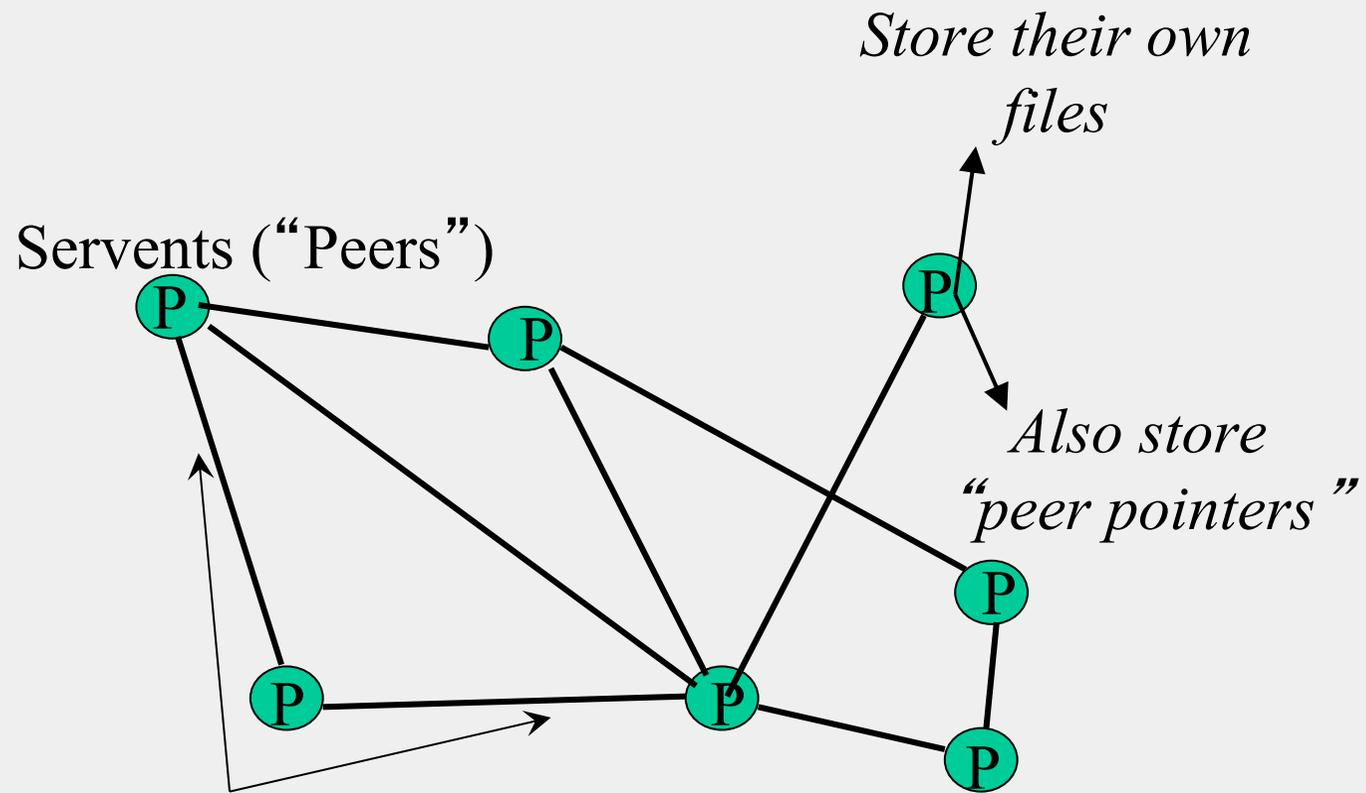 Store their own
files
Servents (“Peers”)
P
P
P
Also store
“peer pointers ”
P
P
P
P